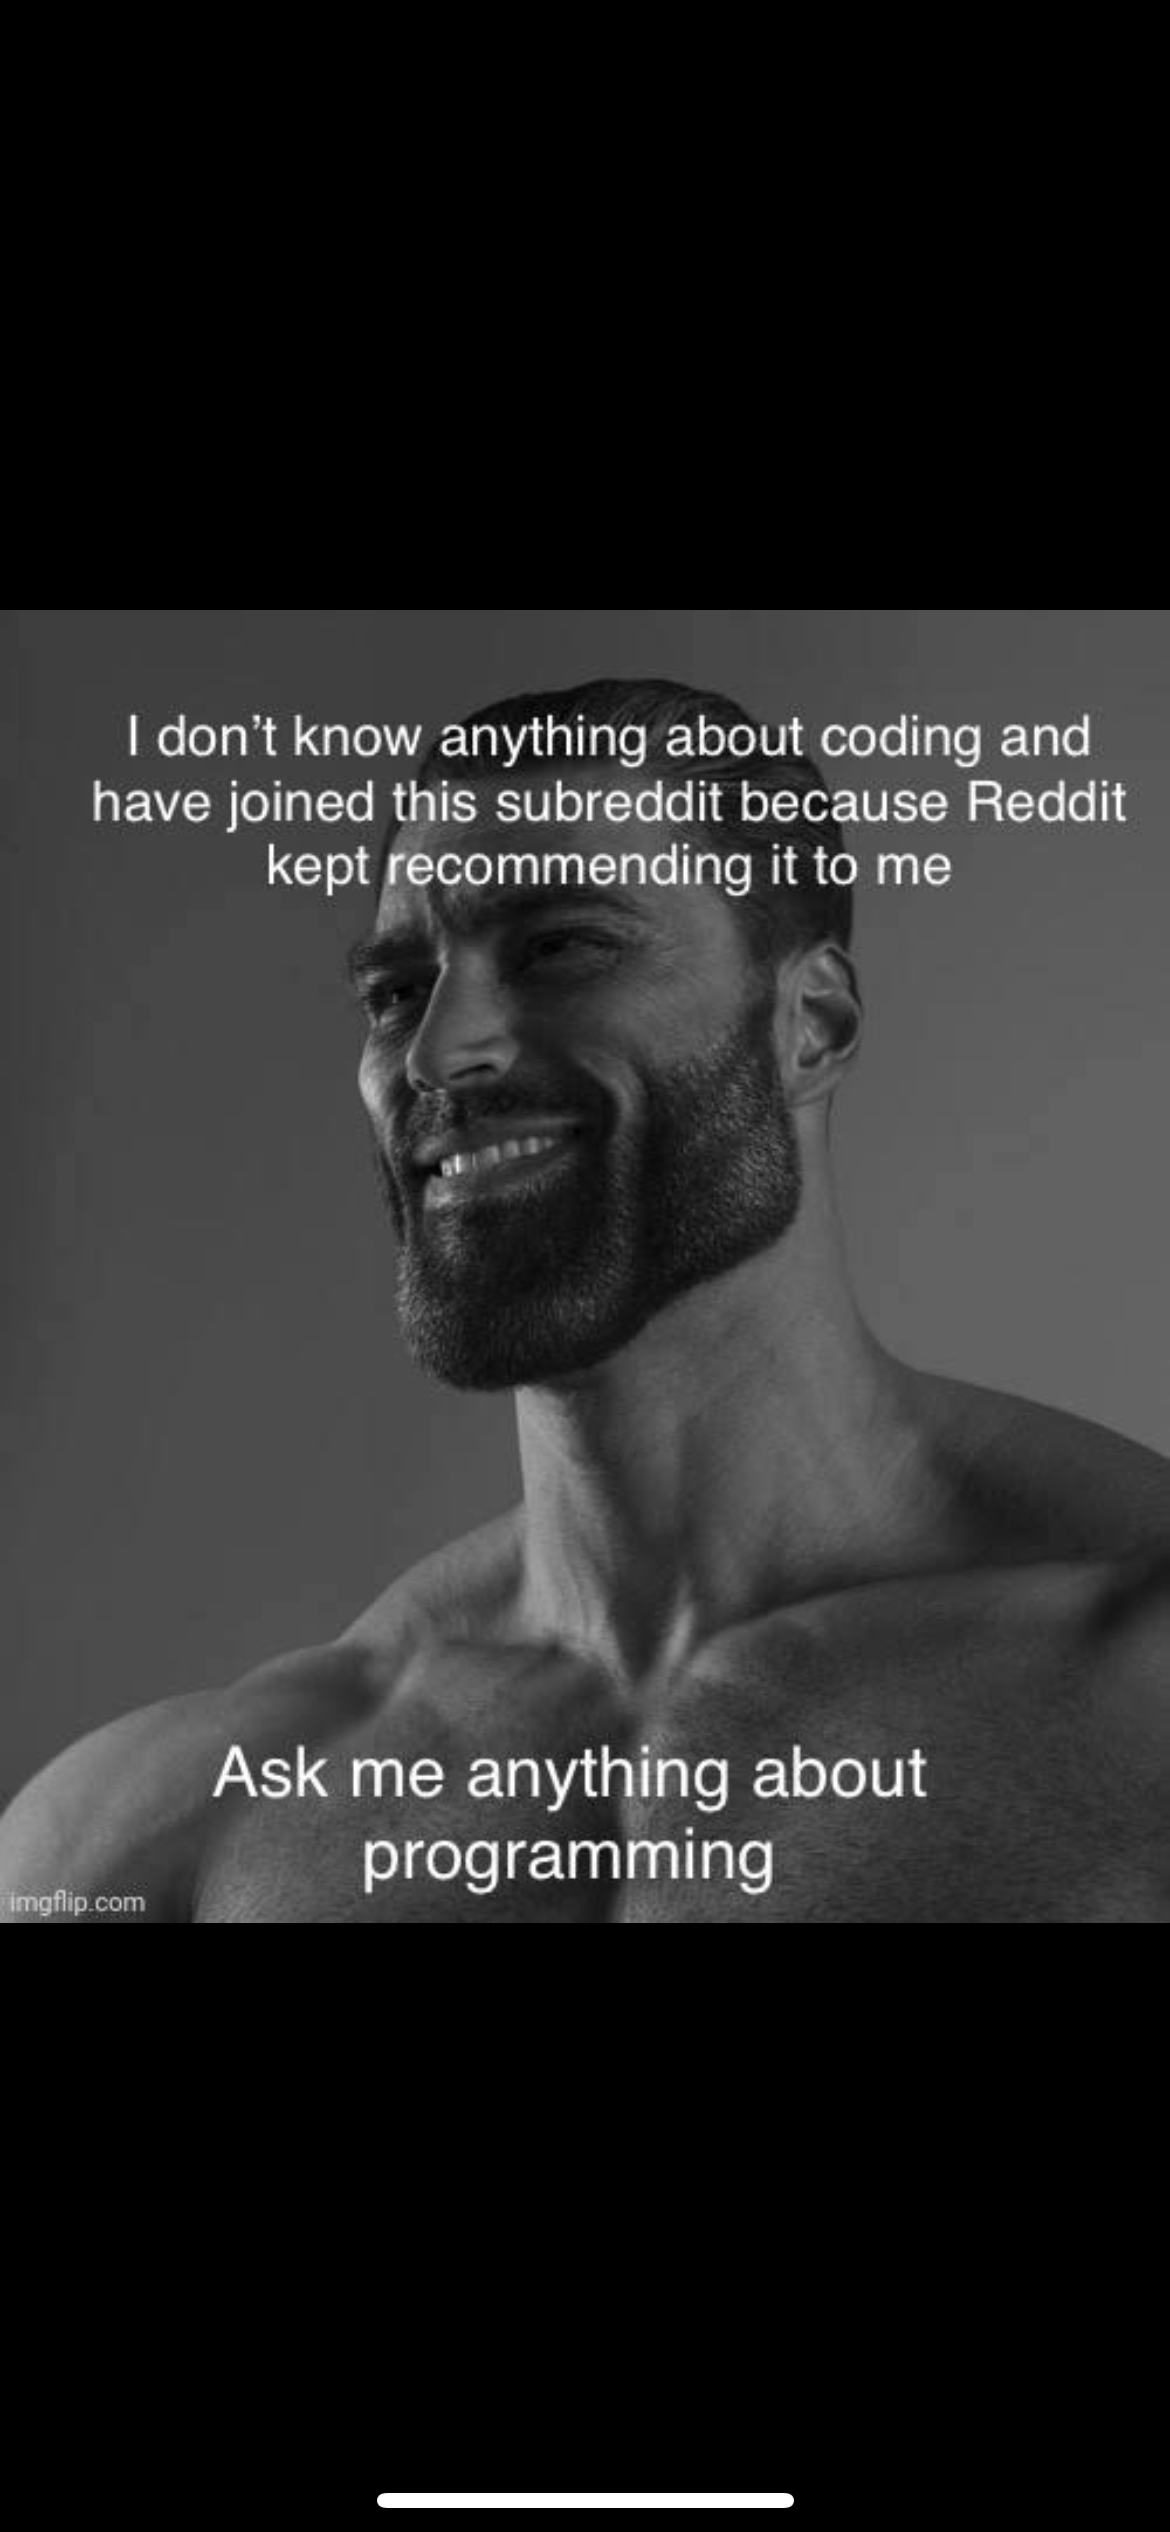 I don’t know anything about coding and
have joined this subreddit because Reddit
kept recommending it to me
Ask me anything about
programming
imgflip.com